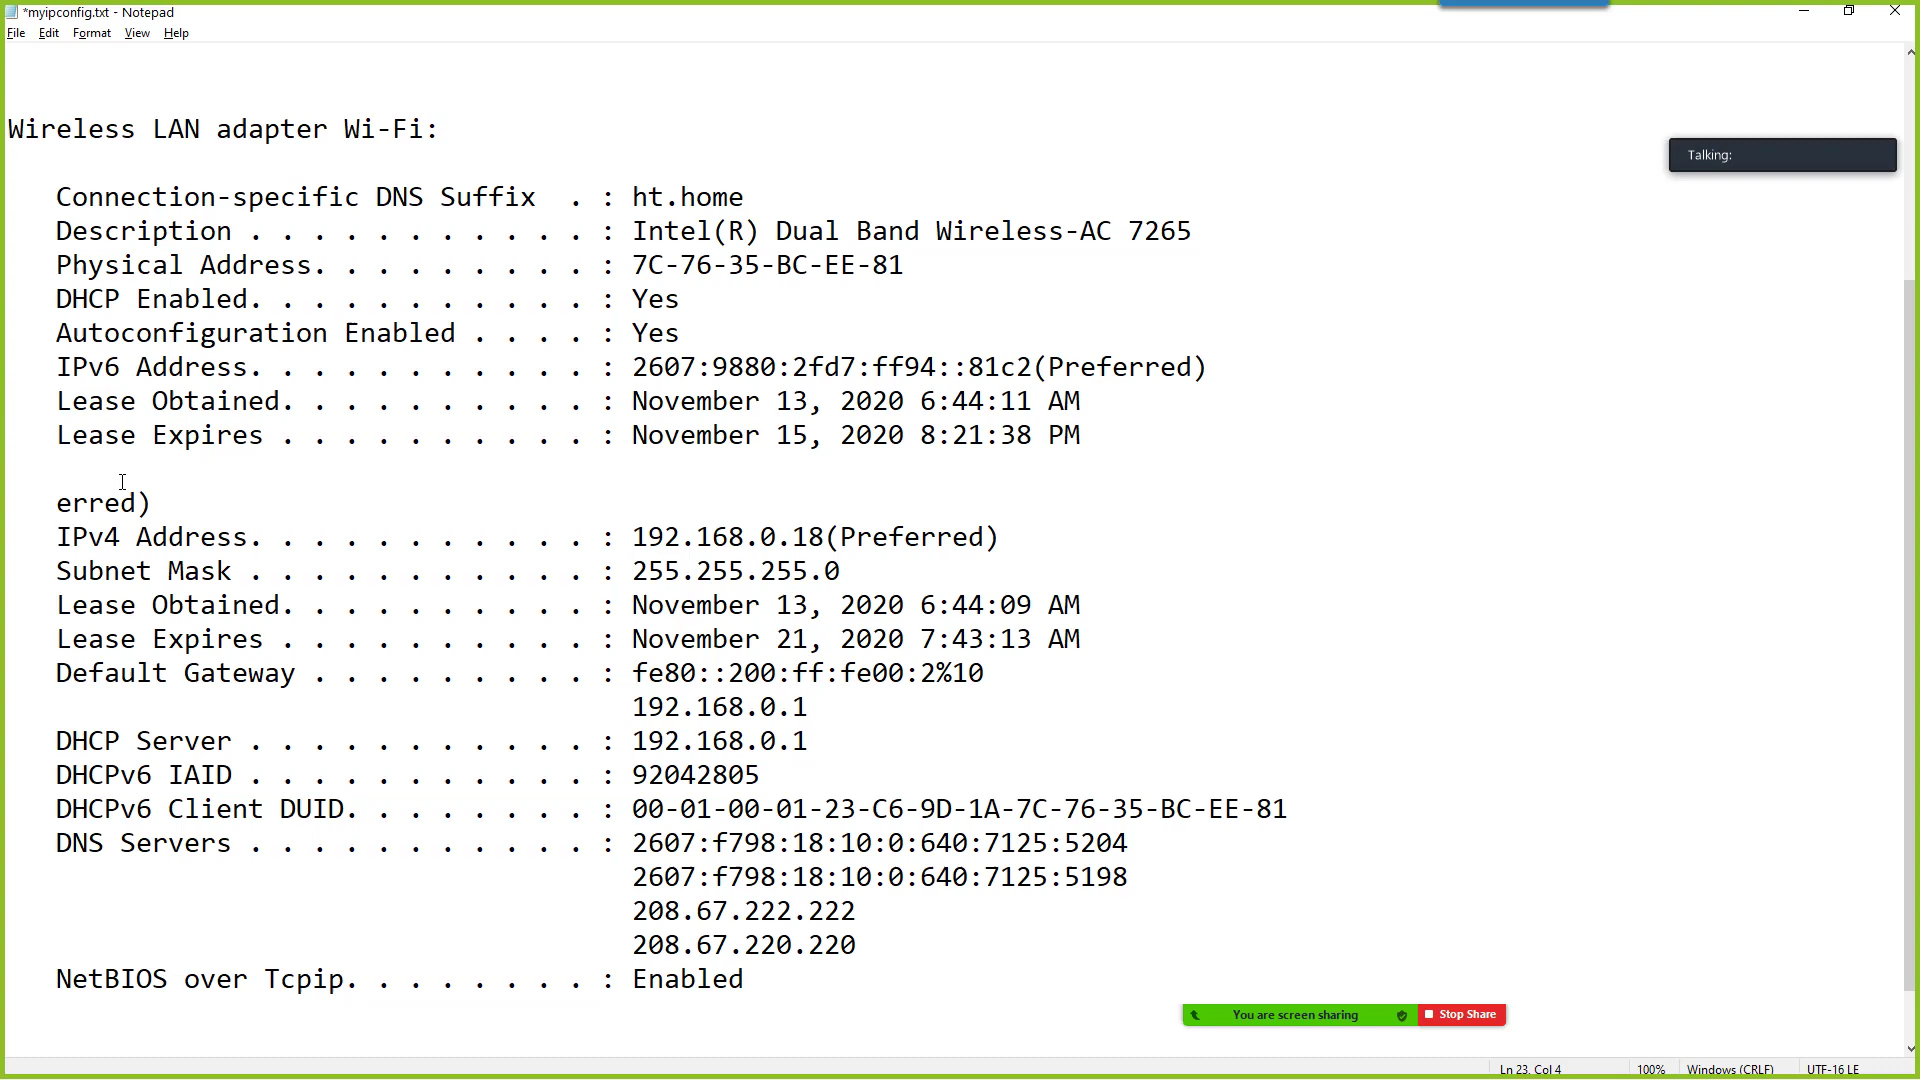 *myipconfig.txt - Notepad
File Edit Format View Help
Wireless LAN adapter Wi-Fi:
Talking:
Connection-specific DNS Suffix  . : ht.home
Description . . . . . . . . . . . : Intel(R) Dual Band Wireless-AC 7265
Physical Address. . . . . . . . . : 7C-76-35-BC-EE-81
DHCP Enabled. . . . . . . . . . . : Yes
Autoconfiguration Enabled . . . . : Yes
IPv6 Address. . . . . . . . . . . : 2607:9880:2fd7:ff94::81c2(Preferred)
Lease Obtained. . . . . . . . . . : November 13, 2020 6:44:11 AM
Lease Expires . . . . . . . . . . : November 15, 2020 8:21:38 PM
erred)
IPv4 Address. . . . . . . . . . . : 192.168.0.18(Preferred)
Subnet Mask . . . . . . . . . . . : 255.255.255.0
Lease Obtained. . . . . . . . . . : November 13, 2020 6:44:09 AM
Lease Expires . . . . . . . . . . : November 21, 2020 7:43:13 AM
Default Gateway . . . . . . . . . : fe80::200:ff:fe00:2%10
192.168.0.1
DHCP Server . . . . . . . . . . . : 192.168.0.1
DHCPv6 IAID . . . . . . . . . . . : 92042805
DHCPv6 Client DUID. . . . . . . . : 00-01-00-01-23-C6-9D-1A-7C-76-35-BC-EE-81
DNS Servers . . . . . . . . . . . : 2607:f798:18:10:0:640:7125:5204
2607:f798:18:10:0:640:7125:5198
208.67.222.222
208.67.220.220
NetBIOS over Tcpip. . . . . . . . : Enabled
You are screen sharing Stop Share
Ln 23, Col 4 100% Windows (CRLF) UTF-16 LE